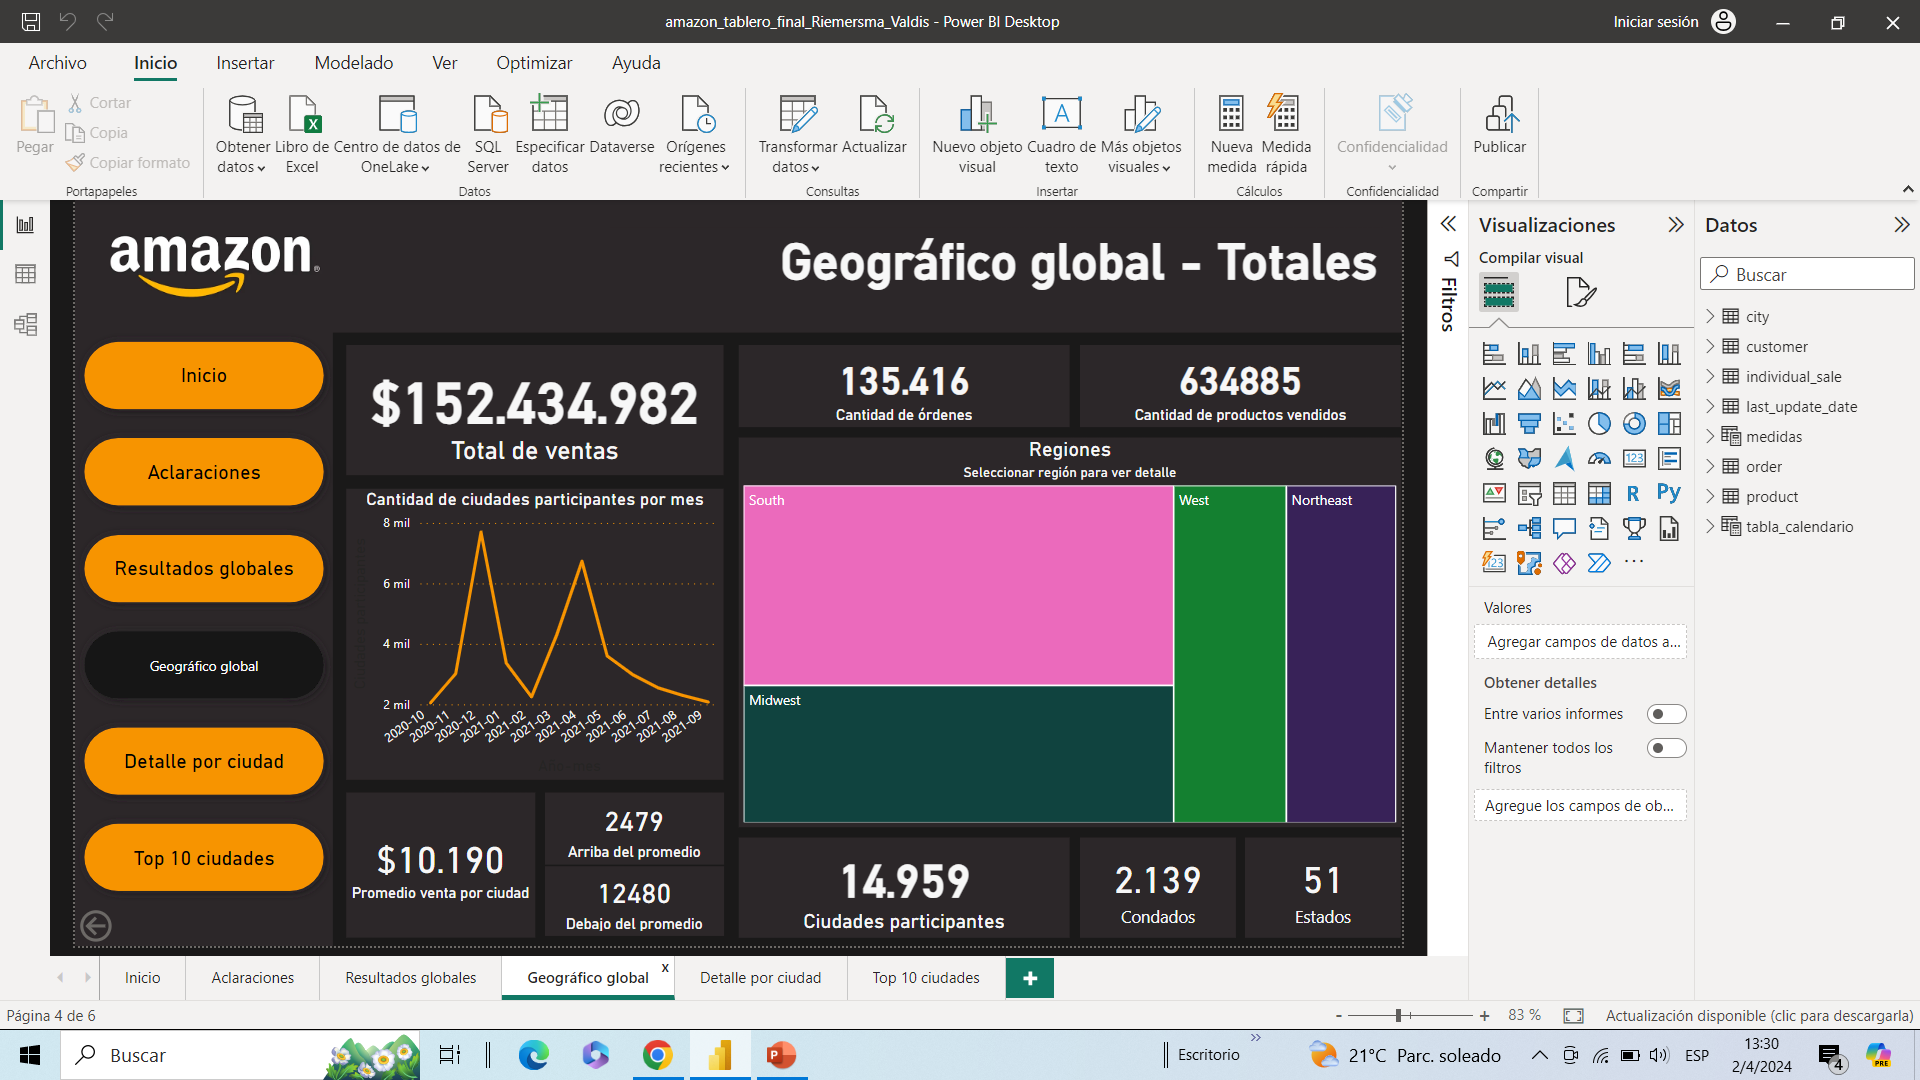 amazon_tablero_final_Riemersma_Valdis - Power BI Desktop
Iniciar sesión
Archivo
Inicio
Insertar
Modelado
Ver
Optimizar
Ayuda
Pegar
Cortar
Copia
Copiar formato
Portapapeles
Obtener datos
Libro de Excel
Centro de datos de OneLake
SQL Server
Especificar datos
Dataverse
Orígenes recientes
Datos
Transformar datos
Actualizar
Consultas
Nuevo objeto visual
Cuadro de texto
Más objetos visuales
Insertar
Nueva medida
Medida rápida
Cálculos
Confidencialidad
Confidencialidad
Publicar
Compartir
amazon
Geográfico global - Totales
Inicio
Aclaraciones
Resultados globales
Geográfico global
Detalle por ciudad
Top 10 ciudades
$152.434.982
Total de ventas
135.416
Cantidad de órdenes
634885
Cantidad de productos vendidos
Cantidad de ciudades participantes por mes
8 mil
6 mil
4 mil
2 mil
2020-10
2020-11
2020-12
2021-01
2021-02
2021-03
2021-04
2021-05
2021-06
2021-07
2021-08
2021-09
Regiones
Seleccionar región para ver detalle
South
West
Northeast
Midwest
$10.190
Promedio venta por ciudad
2479
Arriba del promedio
12480
Debajo del promedio
14.959
Ciudades participantes
2.139
Condados
51
Estados
Filtros
Visualizaciones
Compilar visual
Valores
Agregar campos de datos a...
Obtener detalles
Entre varios informes
Mantener todos los filtros
Agregue los campos de ob...
Datos
Buscar
city
customer
individual_sale
last_update_date
medidas
order
product
tabla_calendario
Inicio
Aclaraciones
Resultados globales
Geográfico global
x
Detalle por ciudad
Top 10 ciudades
+
Página 4 de 6
- + 83 %
Actualización disponible (clic para descargarla)
Buscar
Escritorio
21°C Parc. soleado
ESP
13:30
2/4/2024
4